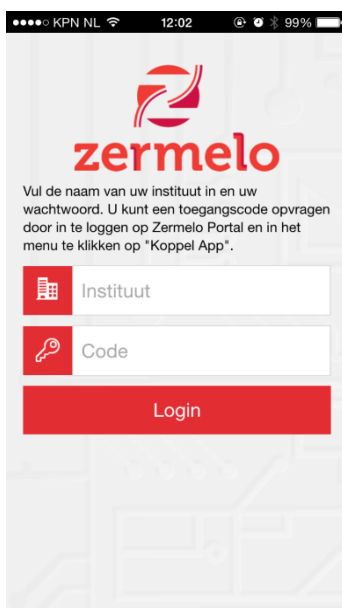 KPN NL 12:02 99%
zermelo
Vul de naam van uw instituut in en uw
wachtwoord. U kunt een toegangscode opvragen
door in te loggen op Zermelo Portal en in het
menu te klikken op "Koppel App".
Instituut
Code
Login